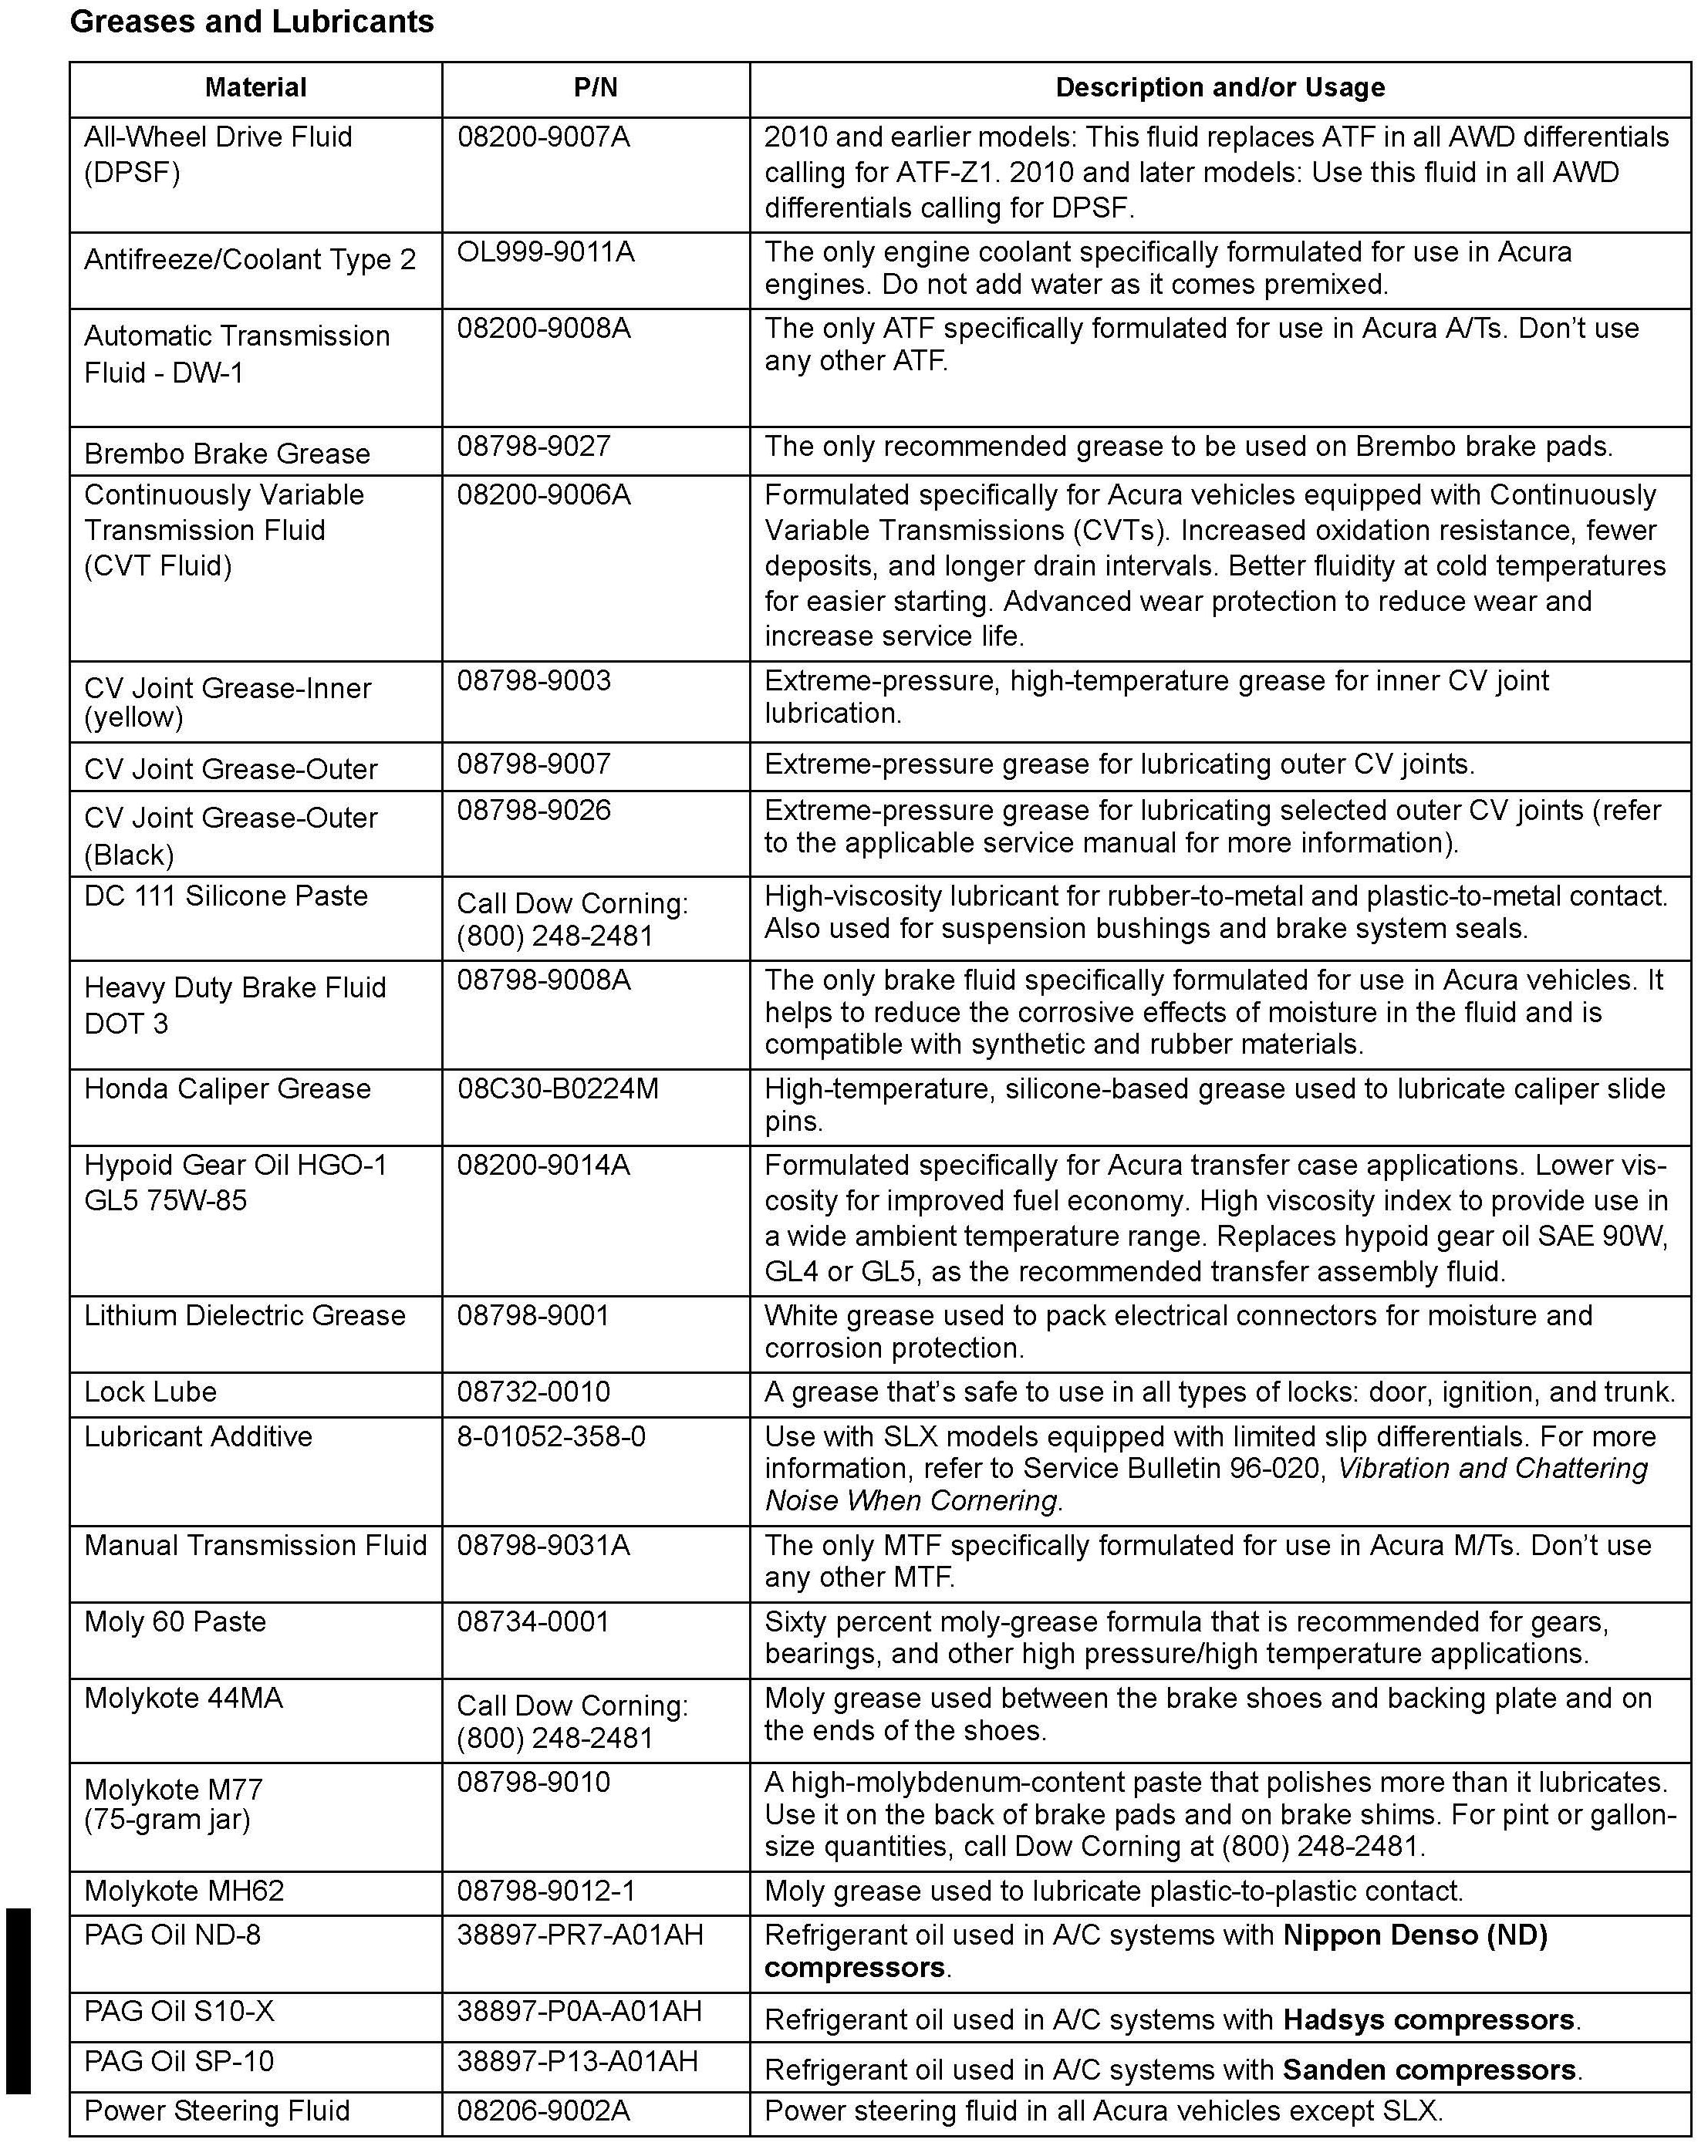 Greases and Lubricants
Material P/N Description and/or Usage
All-Wheel Drive Fluid 08200-9007A 2010 and earlier models: This fluid replaces ATF in all AWD differentials
(DPSF) calling for ATF-Z1. 2010 and later models: Use this fluid in all AWD
differentials calling for DPSF.
Antifreeze/Coolant Type 2 OL999-9011A The only engine coolant specifically formulated for use in Acura
engines. Do not add water as it comes premixed.
Automatic Transmission 08200-9008A The only ATF specifically formulated for use in Acura A/Ts. Don't use
Fluid - DW-1 any other ATF.
Brembo Brake Grease 08798-9027 The only recommended grease to be used on Brembo brake pads.
Continuously Variable 08200-9006A Formulated specifically for Acura vehicles equipped with Continuously
Transmission Fluid Variable Transmissions (CVTs). Increased oxidation resistance, fewer
(CVT Fluid) deposits, and longer drain intervals. Better fluidity at cold temperatures
for easier starting. Advanced wear protection to reduce wear and
increase service life.
CV Joint Grease-Inner 08798-9003 Extreme-pressure, high-temperature grease for inner CV joint
(yellow) lubrication.
CV Joint Grease-Outer 08798-9007 Extreme-pressure grease for lubricating outer CV joints.
CV Joint Grease-Outer 08798-9026 Extreme-pressure grease for lubricating selected outer CV joints (refer
(Black) to the applicable service manual for more information).
DC 111 Silicone Paste Call Dow Corning: High-viscosity lubricant for rubber-to-metal and plastic-to-metal contact.
(800) 248-2481 Also used for suspension bushings and brake system seals.
Heavy Duty Brake Fluid 08798-9008A The only brake fluid specifically formulated for use in Acura vehicles. It
DOT 3 helps to reduce the corrosive effects of moisture in the fluid and is
compatible with synthetic and rubber materials.
Honda Caliper Grease 08C30-B0224M High-temperature, silicone-based grease used to lubricate caliper slide
pins.
Hypoid Gear Oil HGO-1 08200-9014A Formulated specifically for Acura transfer case applications. Lower vis-
GL5 75W-85 cosity for improved fuel economy. High viscosity index to provide use in
a wide ambient temperature range. Replaces hypoid gear oil SAE 90W,
GL4 or GL5, as the recommended transfer assembly fluid.
Lithium Dielectric Grease 08798-9001 White grease used to pack electrical connectors for moisture and
corrosion protection.
Lock Lube 08732-0010 A grease that's safe to use in all types of locks: door, ignition, and trunk.
Lubricant Additive 8-01052-358-0 Use with SLX models equipped with limited slip differentials. For more
information, refer to Service Bulletin 96-020, Vibration and Chattering
Noise When Cornering.
Manual Transmission Fluid 08798-9031A The only MTF specifically formulated for use in Acura M/Ts. Don't use
any other MTF.
Moly 60 Paste 08734-0001 Sixty percent moly-grease formula that is recommended for gears,
bearings, and other high pressure/high temperature applications.
Molykote 44MA Call Dow Corning: Moly grease used between the brake shoes and backing plate and on
(800) 248-2481 the ends of the shoes.
Molykote M77 08798-9010 A high-molybdenum-content paste that polishes more than it lubricates.
(75-gram jar) Use it on the back of brake pads and on brake shims. For pint or gallon-
size quantities, call Dow Corning at (800) 248-2481.
Molykote MH62 08798-9012-1 Moly grease used to lubricate plastic-to-plastic contact.
PAG Oil ND-8 38897-PR7-A01AH Refrigerant oil used in A/C systems with Nippon Denso (ND)
compressors.
PAG Oil S10-X 38897-P0A-A01AH Refrigerant oil used in A/C systems with Hadsys compressors.
PAG Oil SP-10 38897-P13-A01AH Refrigerant oil used in A/C systems with Sanden compressors.
Power Steering Fluid 08206-9002A Power steering fluid in all Acura vehicles except SLX.